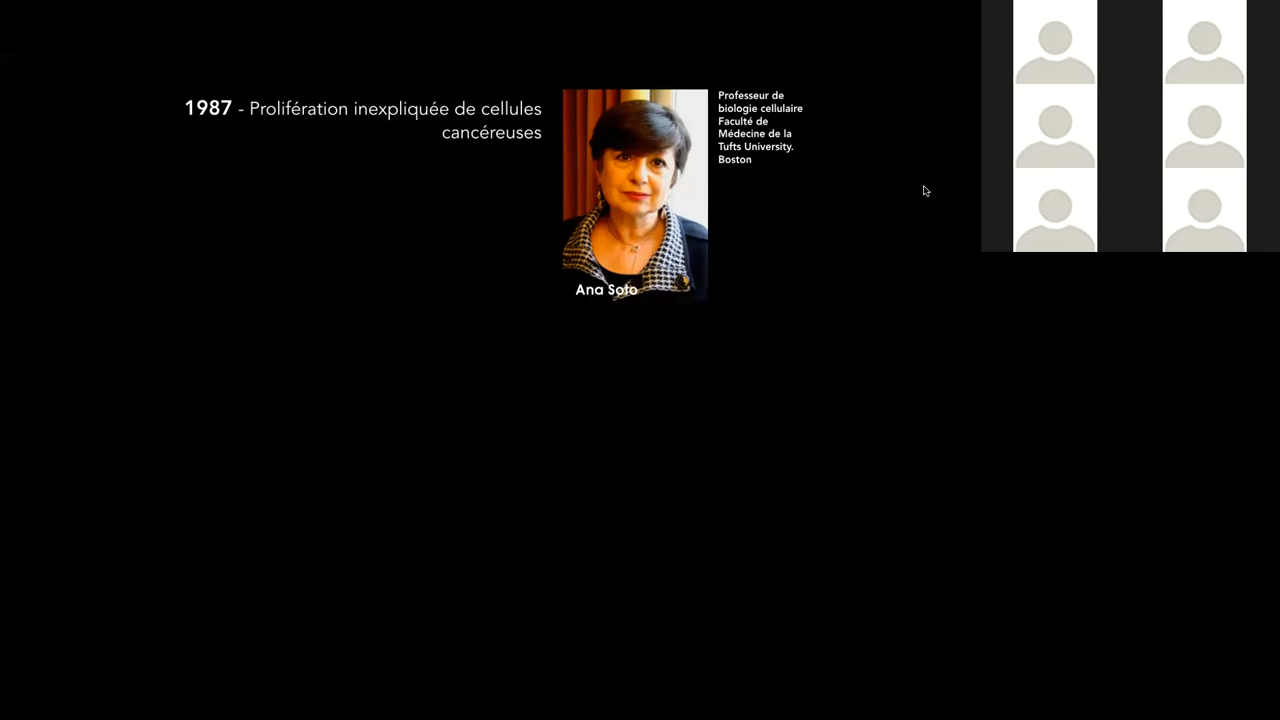 1987 - Prolifération inexpliquée de cellules
cancéreuses
Professeur de
biologie cellulaire
Faculté de
Médecine de la
Tufts University.
Boston
Ana Soto